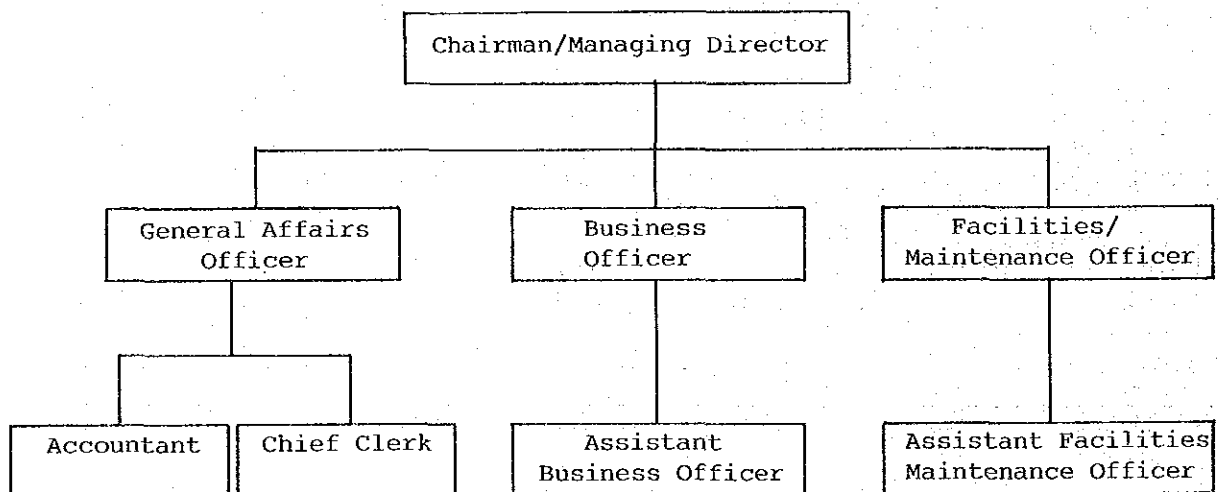 Chairman/Managing Director
General Affairs
Officer
Business
Officer
Facilities/
Maintenance Officer
Accountant
Chief Clerk
Assistant
Business Officer
Assistant Facilities
Maintenance Officer